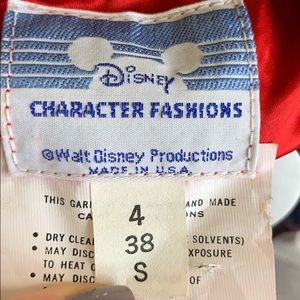 Disney
CHARACTER FASHIONS
©Walt Disney Productions
MADE IN U.S.A.
THIS AND MADE
4
38
S
• DRY SOLVENTS)
• MAY EXPOSURE
TO HEAT
• MAY